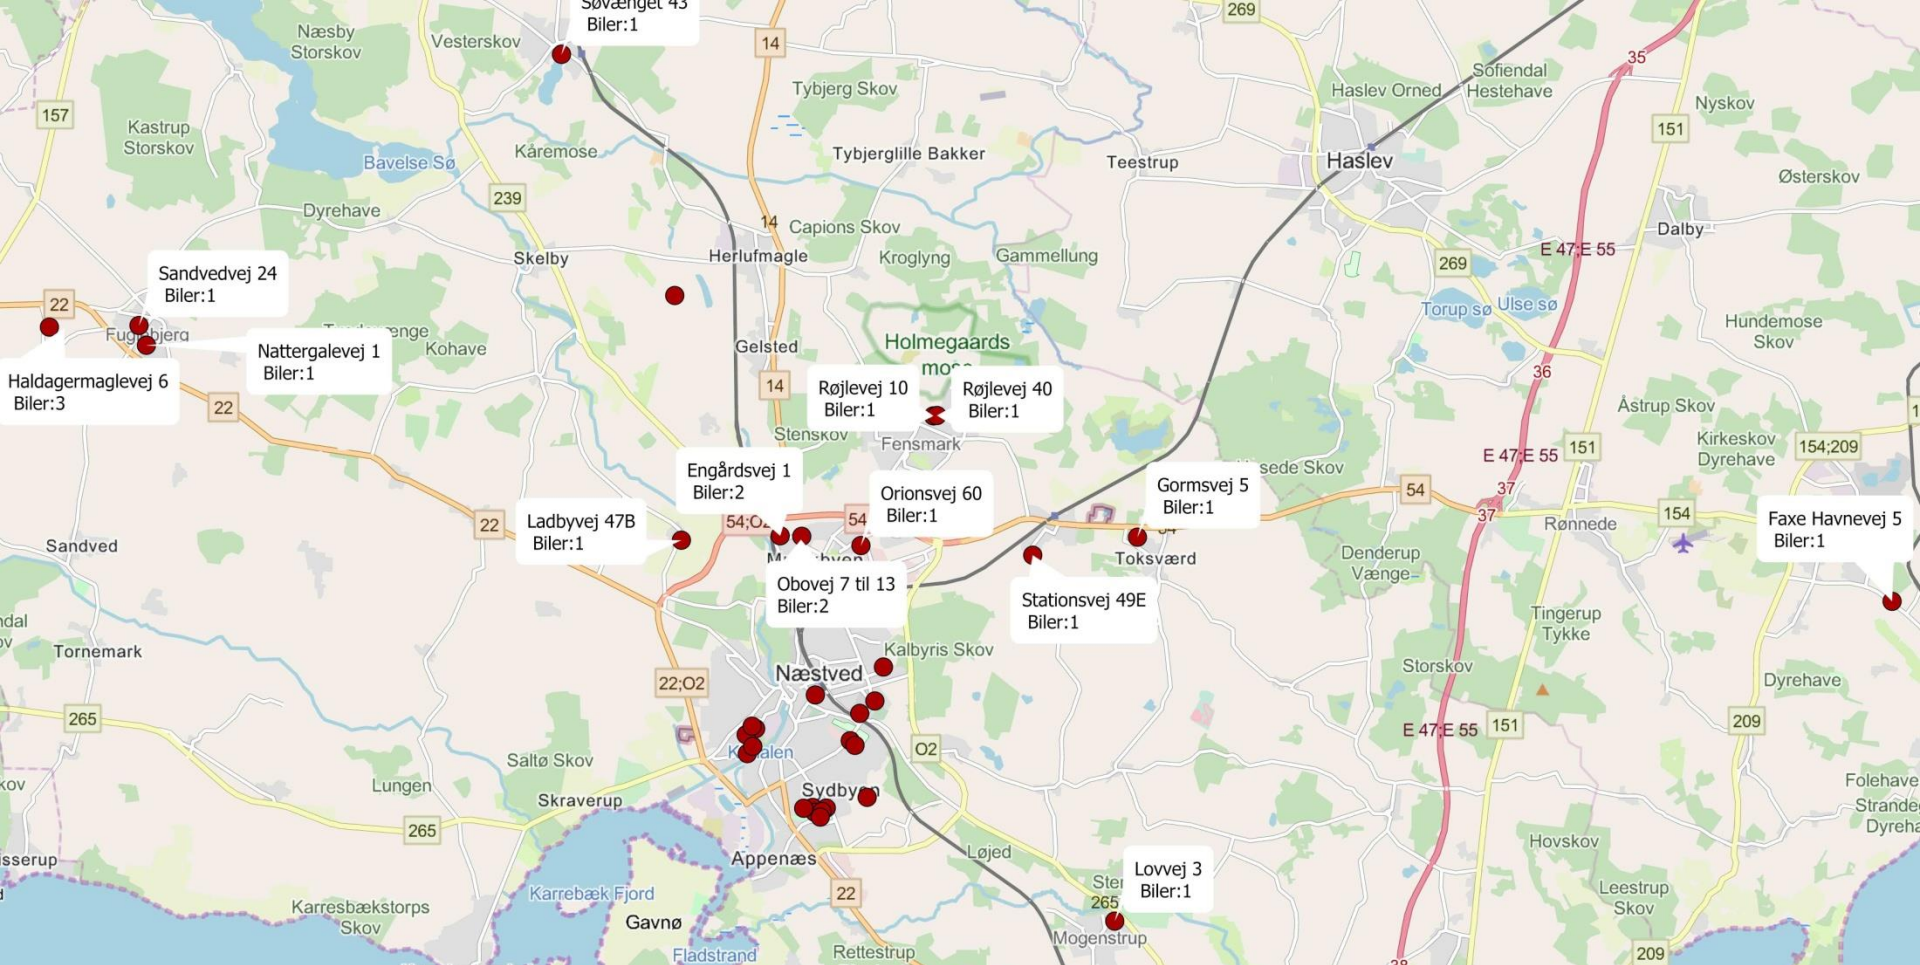 Søvænget 43
Biler:1
269
Næsby
Storskov
Vesterskov
14
35
Sofiendal
Hestehave
Tybjerg Skov
Haslev Orned
Nyskov
157
Kastrup
Storskov
151
Bavelse Sø
Kåremose
Tybjerglille Bakker
Teestrup
Haslev
Østerskov
239
Dyrehave
14
Capions Skov
Dalby
Skelby
Herlufmagle
Kroglyng
Gammellung
E 47;E 55
269
Sandvedvej 24
Biler:1
22
Torup sø
Ulse sø
Hundemose
Skov
Holmegaards
Kohave
Gelsted
Nattergalevej 1
Biler:1
Haldagermaglevej 6
Biler:3
14
36
Røjlevej 10
Biler:1
Røjlevej 40
Biler:1
22
Åstrup Skov
Stenskov
Fensmark
151
Kirkeskov
Dyrehave
154;209
E 47;E 55
Engårdsvej 1
Biler:2
Orionsvej 60
Biler:1
Gormsvej 5
Biler:1
54
37
37
22
Ladbyvej 47B
Biler:1
54
154
Rønnede
Faxe Havnevej 5
Biler:1
Sandved
Toksværd
Denderup
Vænge
Obovej 7 til 13
Biler:2
Stationsvej 49E
Biler:1
Tingerup
Tykke
Tornemark
Kalbyris Skov
Storskov
Næstved
22;O2
Dyrehave
265
209
E 47;E 55
151
O2
Saltø Skov
Lungen
Skraverup
Sydbyen
Folehave
265
Hovskov
Løjed
Appenæs
Lovvej 3
Biler:1
22
Karrebæk Fjord
265
Leestrup
Skov
Karresbækstorps
Skov
Gavnø
Mogenstrup
Fladstrand
Rettestrup
209
38